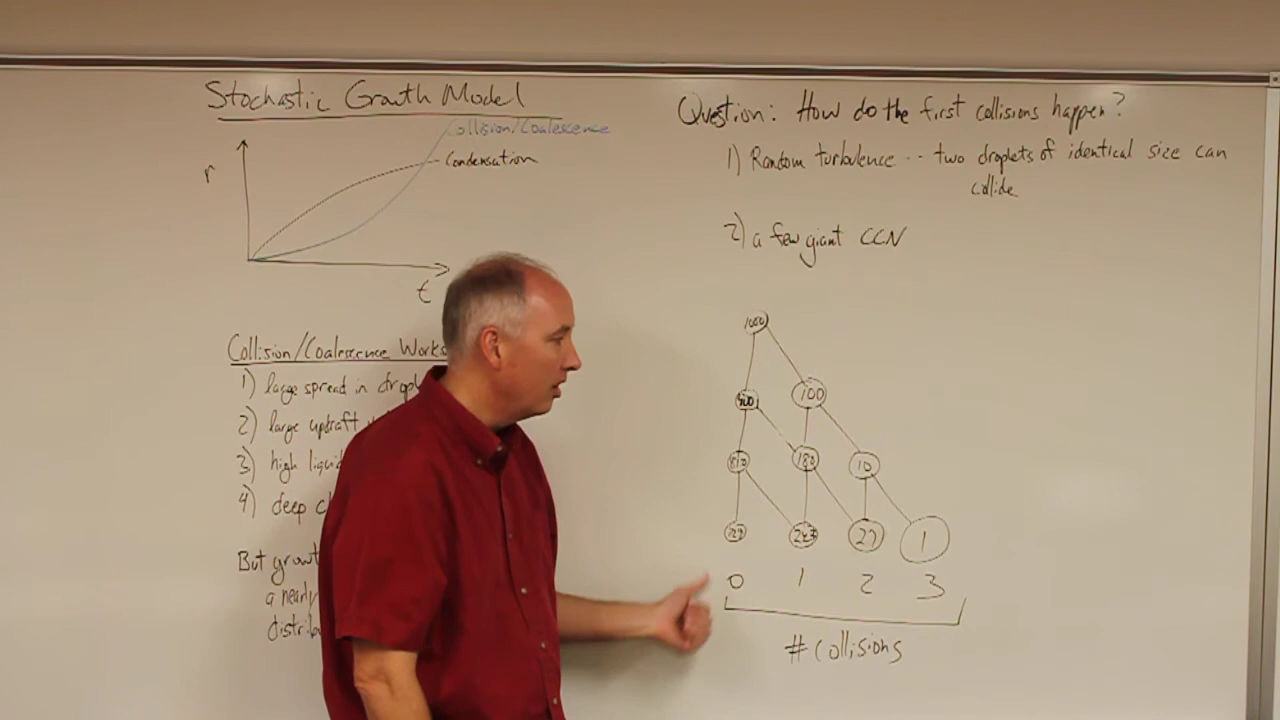 Stochastic Growth Model
Collision/Coalescence
Condensation
r
t
Collision/Coalescence Works
1) large spread in dropl
2) large updraft
3) high liquid
4) deep cl
But growt
a nearly
distribu
Question: How do the first collisions happen?
1) Random turbulence .. two droplets of identical size can
collide
2) a few giant CCN
1000
900 100
810 180 10
729 243 27 1
0 1 2 3
# Collisions